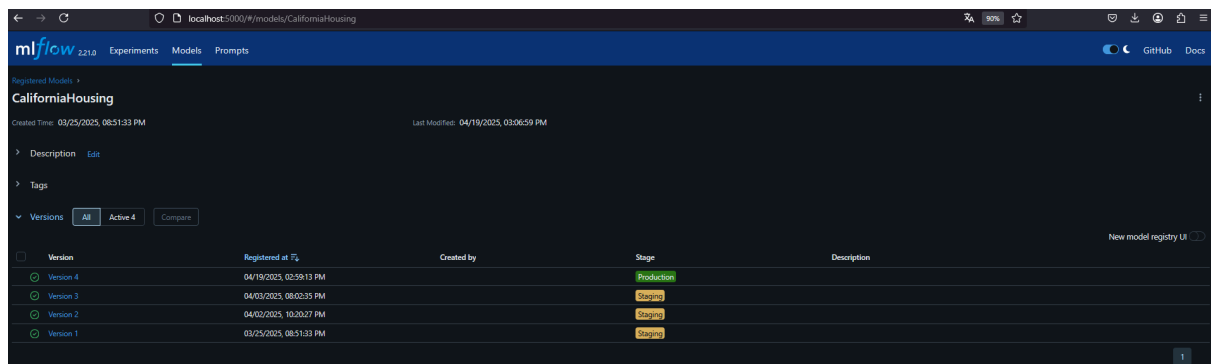 localhost:5000/#/models/CaliforniaHousing 90%
mlflow 2.21.0 Experiments Models Prompts GitHub Docs
Registered Models
CaliforniaHousing
Created Time: 03/25/2025, 08:51:33 PM Last Modified: 04/19/2025, 03:06:59 PM
Description Edit
Tags
Versions All Active 4 Compare
New model registry UI
Version Registered at Created by Stage Description
Version 4 04/19/2025, 02:59:13 PM Production
Version 3 04/03/2025, 08:02:35 PM Staging
Version 2 04/02/2025, 10:20:27 PM Staging
Version 1 03/25/2025, 08:51:33 PM Staging
1